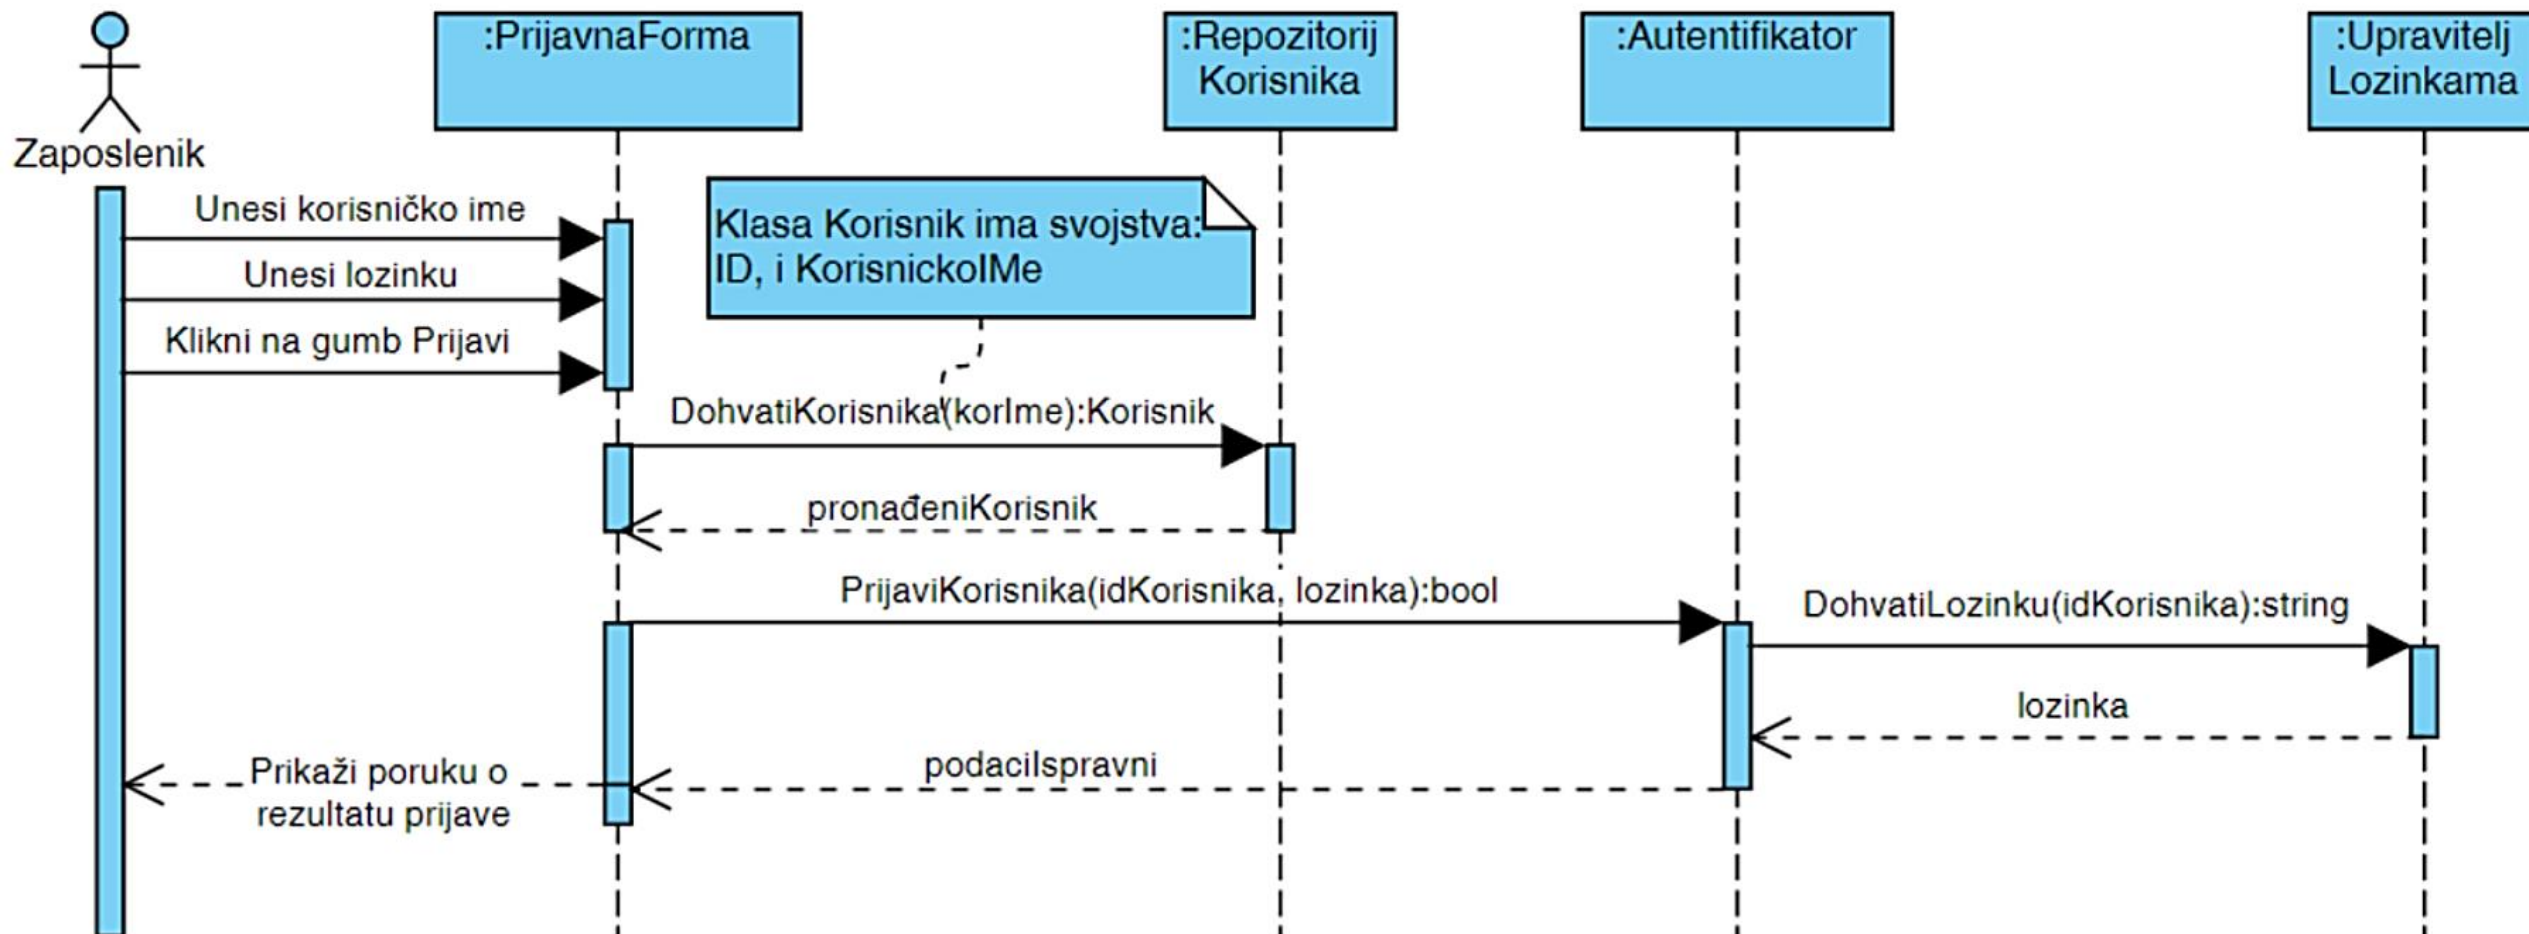 :PrijavnaForma
:Repozitorij
Korisnika
:Autentifikator
:Upravitelj
Lozinkama
Zaposlenik
Unesi korisničko ime
Klasa Korisnik ima svojstva:
ID, i KorisnickoIMe
Unesi lozinku
Klikni na gumb Prijavi
DohvatiKorisnika(korIme):Korisnik
pronađeniKorisnik
PrijaviKorisnika(idKorisnika, lozinka):bool
DohvatiLozinku(idKorisnika):string
lozinka
podaciIspravni
Prikaži poruku o
rezultatu prijave